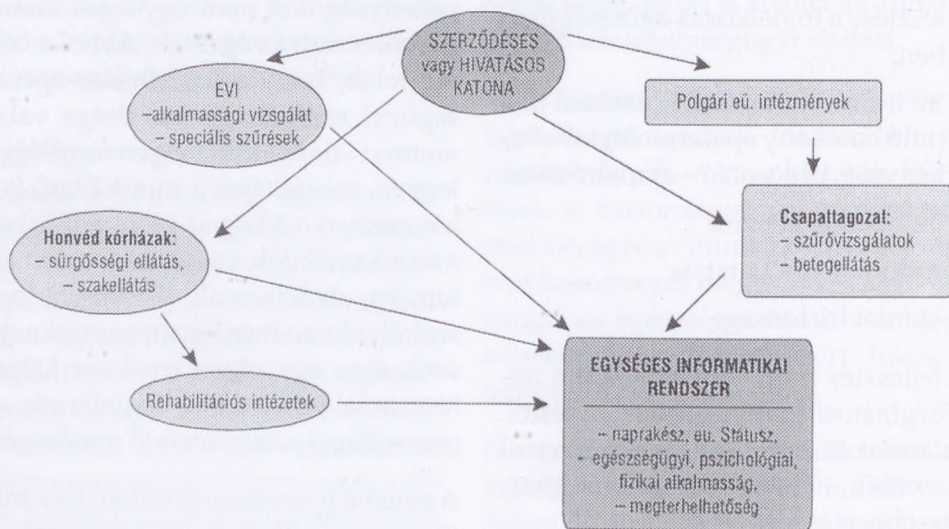 SZERZŐDÉSES
vagy HIVATÁSOS
KATONA
EVI
–alkalmassági vizsgálat
– speciális szűrések
Polgári eü. intézmények
Honvéd kórházak:
– sürgősségi ellátás,
– szakellátás
Csapattagozat:
– szűrővizsgálatok
– betegellátás
Rehabilitációs intézetek
EGYSÉGES INFORMATIKAI
RENDSZER
– naprakész, eu. Státusz,
– egészségügyi, pszichológiai,
fizikai alkalmasság,
– megterhelhetőség